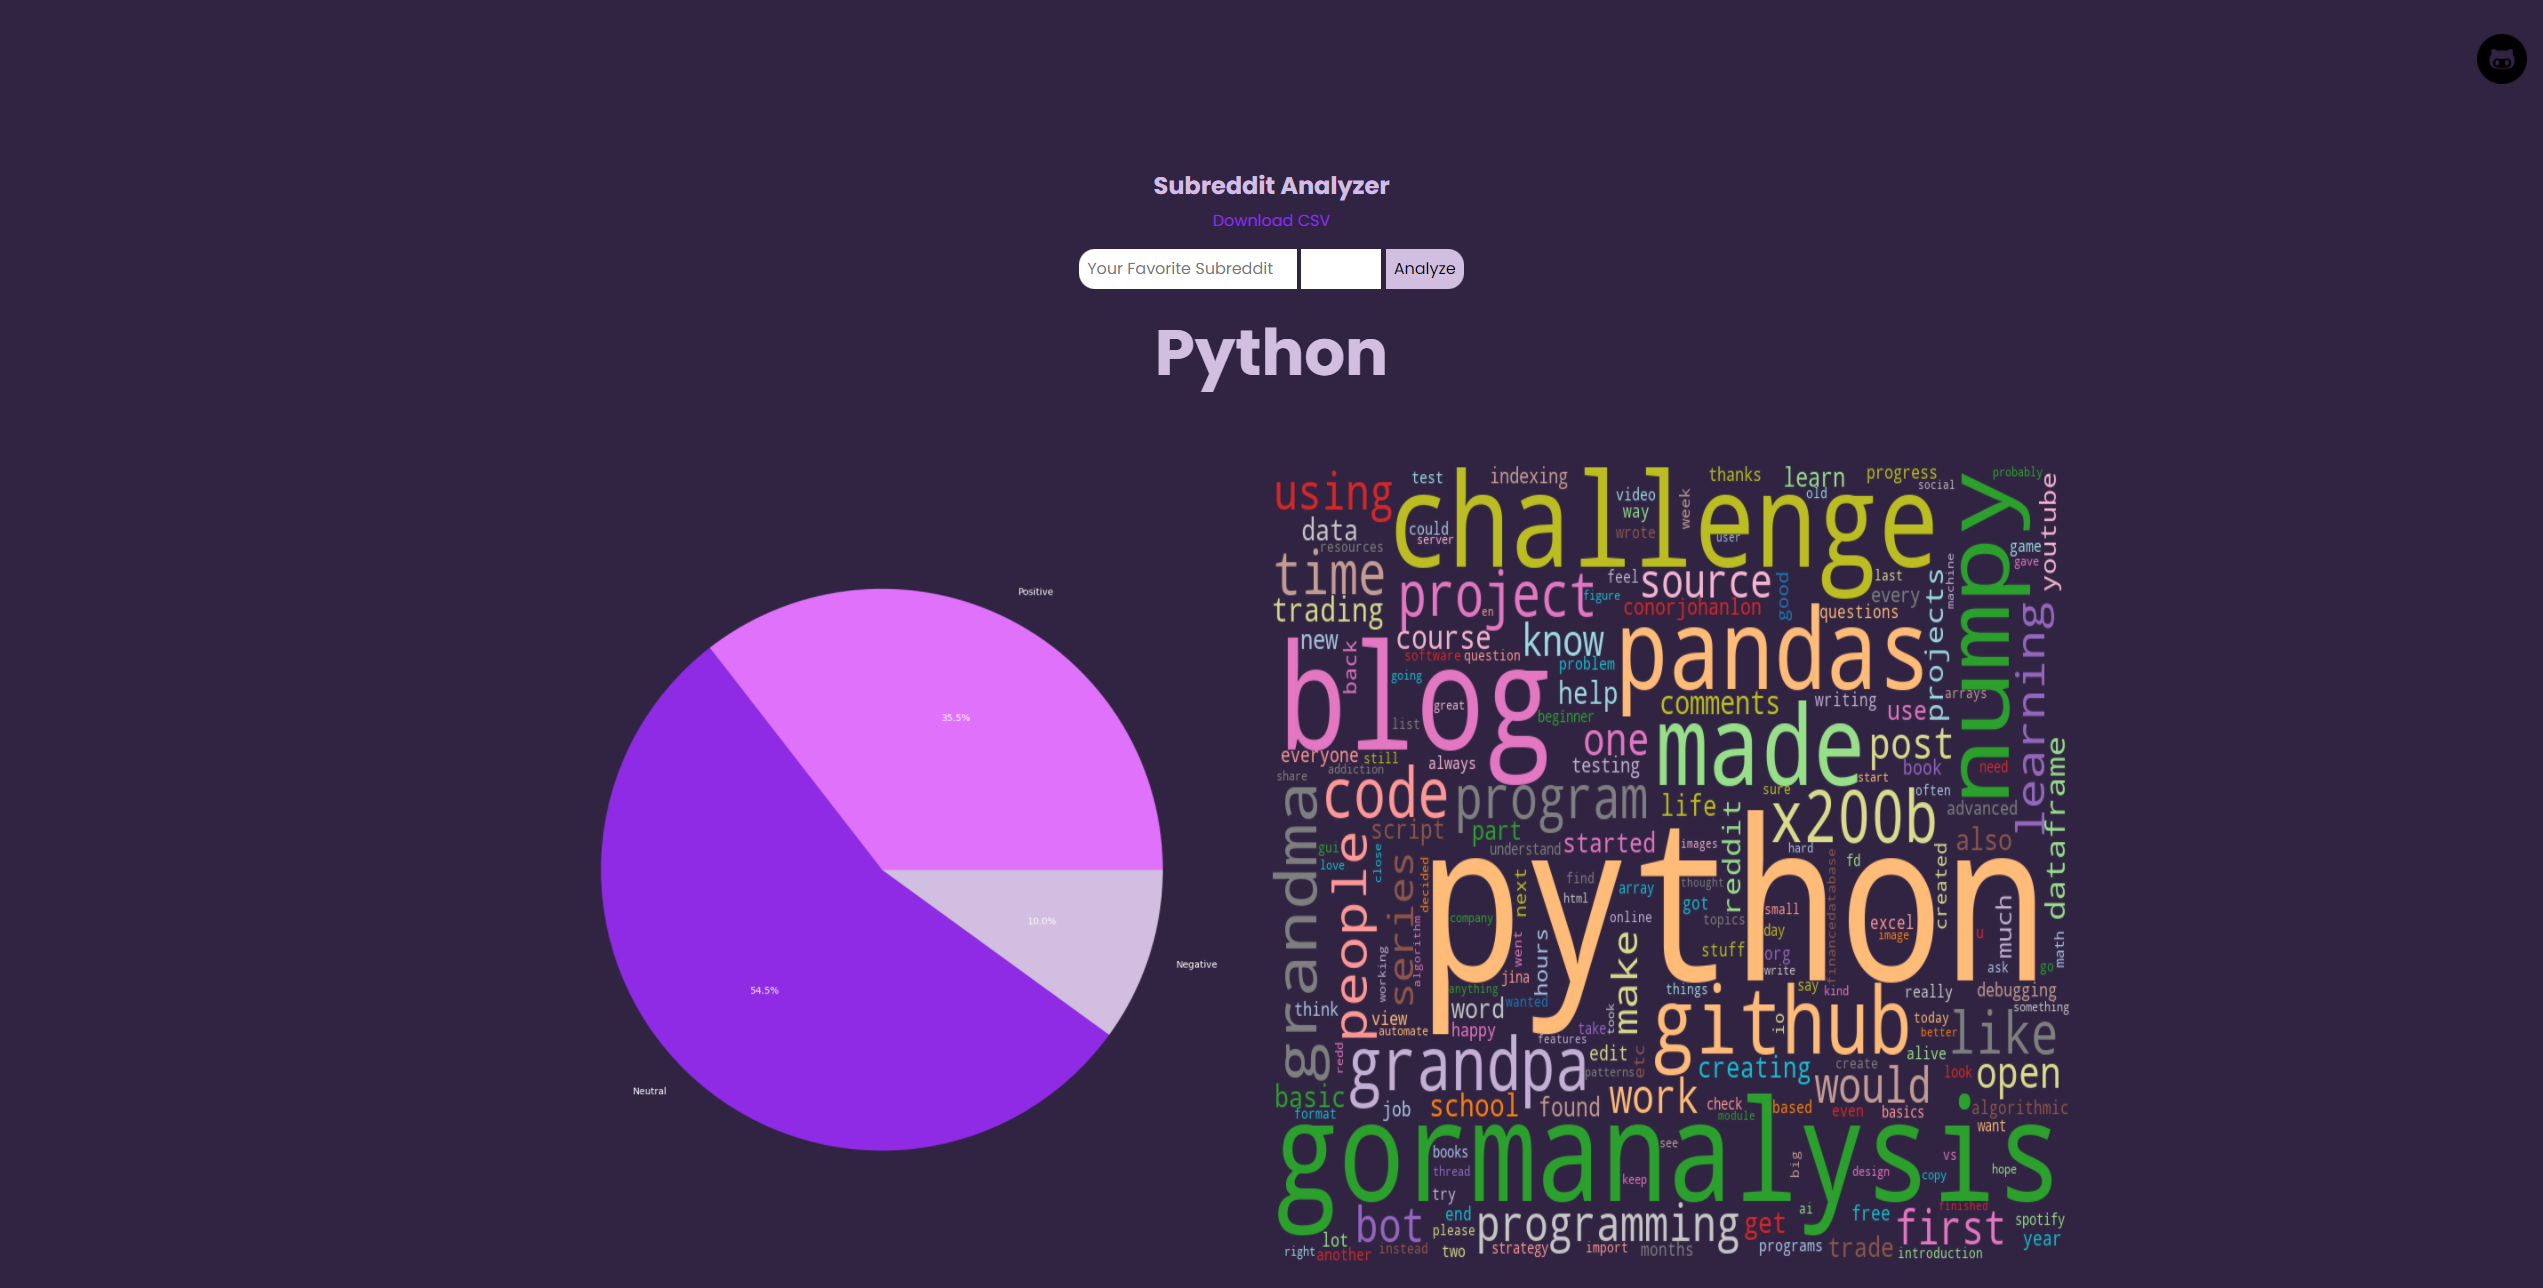 Subreddit Analyzer
Download CSV
Your Favorite Subreddit
Analyze
Python
Positive
35.5%
10.0%
Negative
54.5%
Neutral
using
test
indexing
challenge
thanks
learn
progress
probably
social
old
video
week
way
wrote
user
data
could
server
resources
numpy
youtube
game
gave
time
project
feel
source
good
last
every
machine
trading
figure
en
conorjohanlon
questions
projects
new
back
course
know
pandas
learning
software
question
problem
going
blog
great
list
help
beginner
comments
writing
arrays
use
one
made
post
everyone
still
always
testing
book
need
share
addiction
start
dataframe
grandma
code
program
life
sure
x200b
often
advanced
script
part
started
reddit
also
gui
understand
images
hard
love
close
people
series
decided
python
next
find
array
thought
fd
created
html
got
small
financedatabase
company
online
topics
excel
image
day
much
u
math
algorithm
went
hours
make
stuff
org
working
jina
write
ask
go
anything
things
say
kind
really
debugging
think
word
wanted
something
view
took
github
io
today
like
automate
happy
take
better
redd
features
grandpa
edit
etc
alive
patterns
creating
create
look
open
basic
would
format
job
school
found
work
check
module
based
even
basics
algorithmic
want
gormanalysis
see
books
thread
keep
big
design
vs
copy
hope
try
bot
end
please
programming
get
ai
free
finished
first
spotify
year
right
lot
another
instead
two
strategy
import
months
programs
trade
introduction